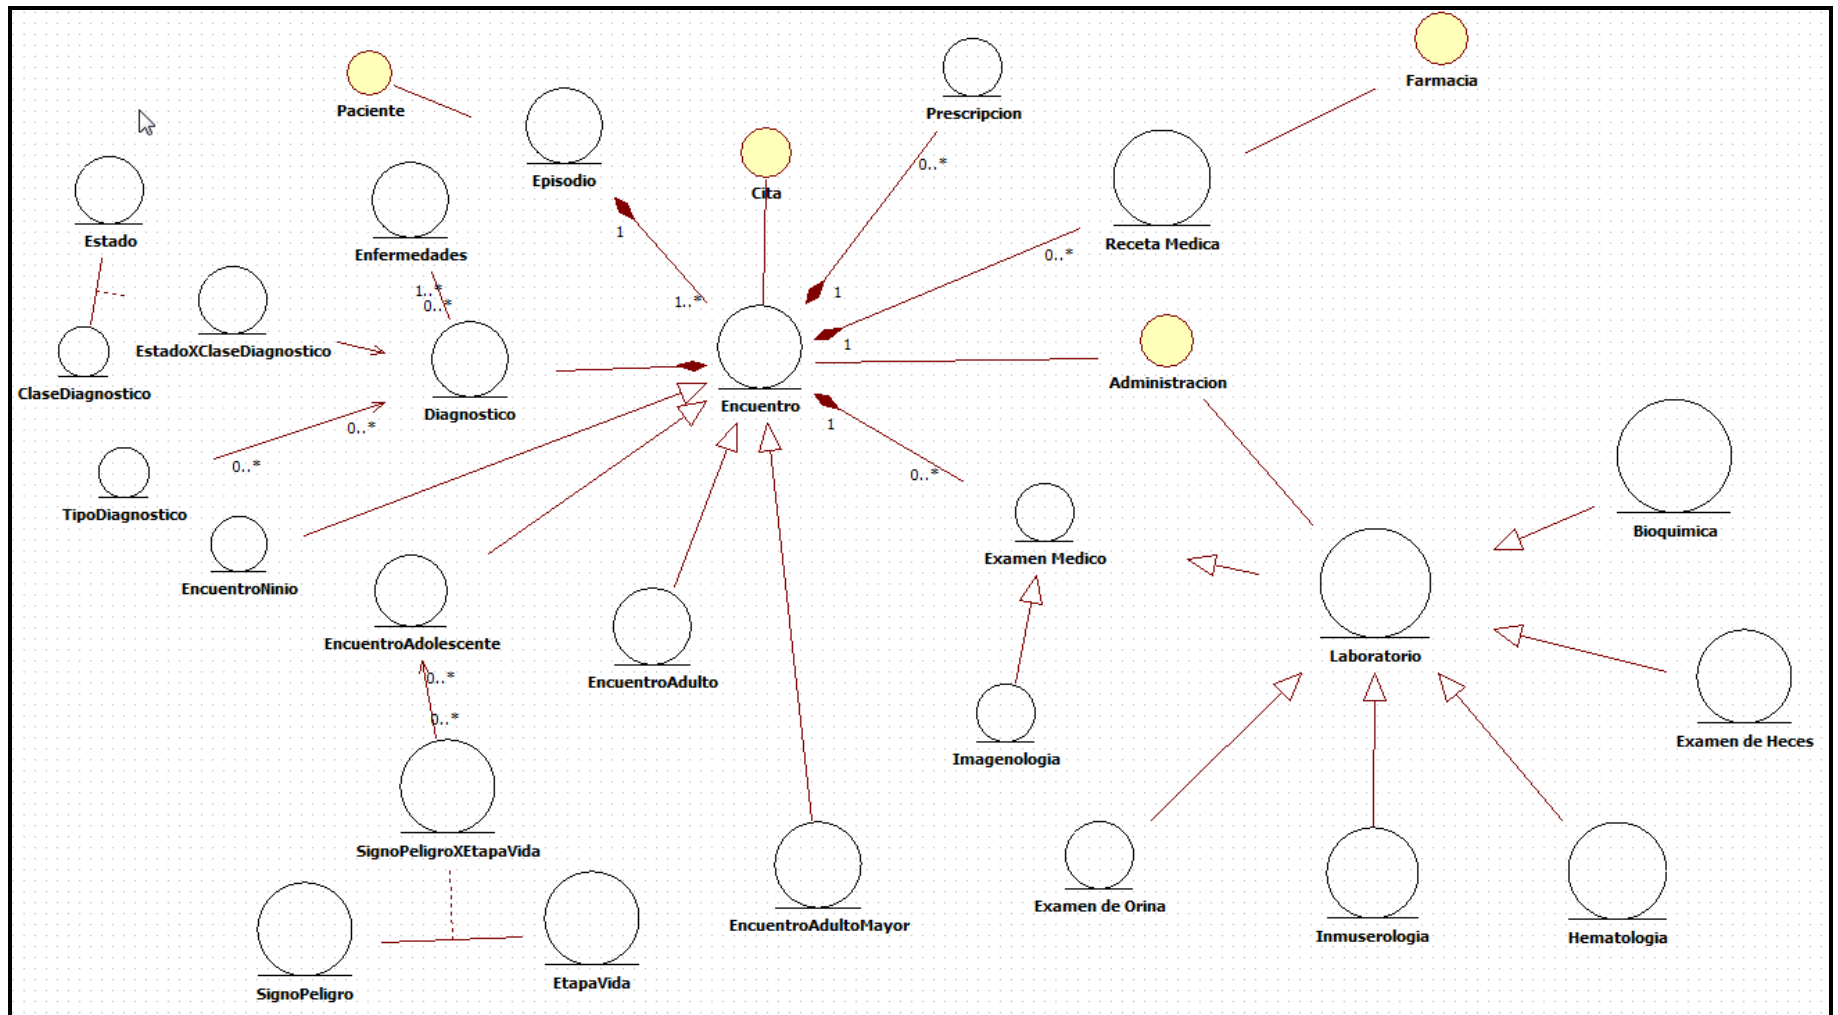 Farmacia
Paciente
Prescripcion
Episodio
Cita
0..*
Estado
Enfermedades
Receta Medica
1
0..*
1..*
0..*
1..*
1
1
EstadoXClaseDiagnostico
ClaseDiagnostico
Diagnostico
Encuentro
Administracion
0..*
1
0..*
0..*
TipoDiagnostico
Bioquimica
Examen Medico
EncuentroNinio
EncuentroAdolescente
Laboratorio
0..*
EncuentroAdulto
0..*
Examen de Heces
Imagenologia
SignoPeligroXEtapaVida
Examen de Orina
EncuentroAdultoMayor
Inmuserologia
Hematologia
EtapaVida
SignoPeligro